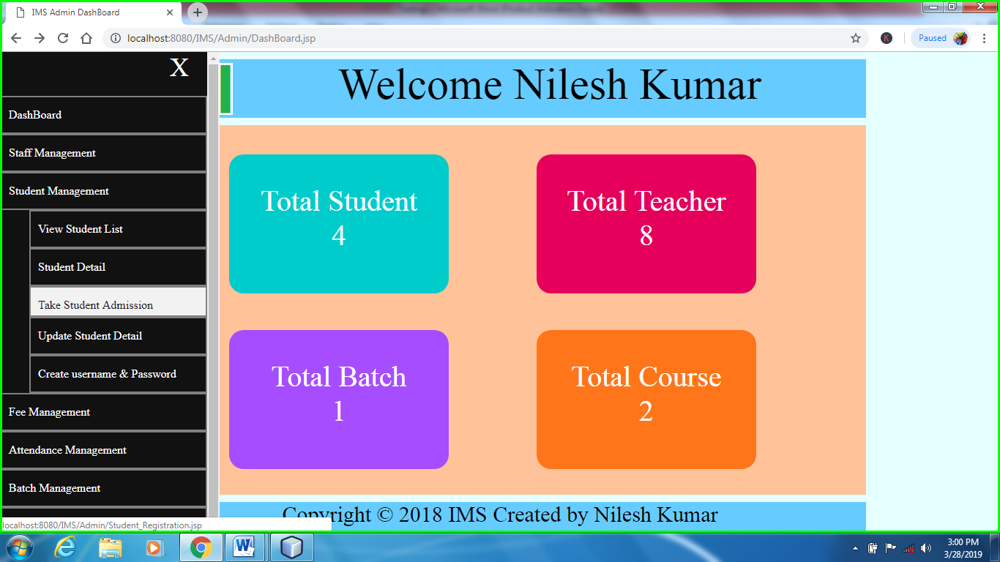 IMS Admin DashBoard
localhost:8080/IMS/Admin/DashBoard.jsp
K
Paused
X
DashBoard
Staff Management
Student Management
View Student List
Student Detail
Take Student Admission
Update Student Detail
Create username & Password
Fee Management
Attendance Management
Batch Management
Welcome Nilesh Kumar
Total Student
4
Total Teacher
8
Total Batch
1
Total Course
2
Copyright © 2018 IMS Created by Nilesh Kumar
localhost:8080/IMS/Admin/Student_Registration.jsp
3:00 PM
3/28/2019